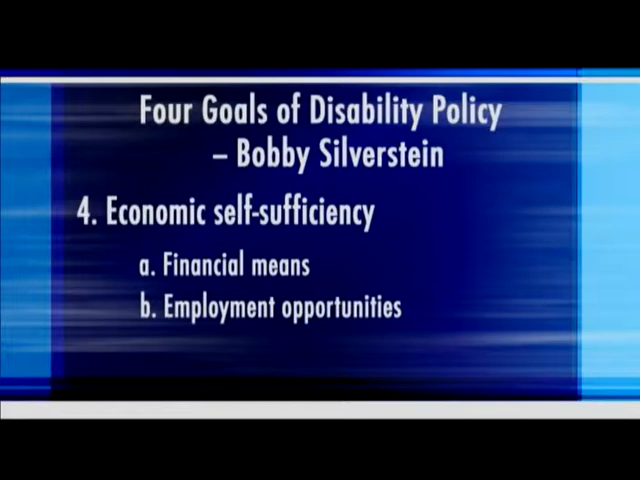 Four Goals of Disability Policy
– Bobby Silverstein
4. Economic self-sufficiency
a. Financial means
b. Employment opportunities